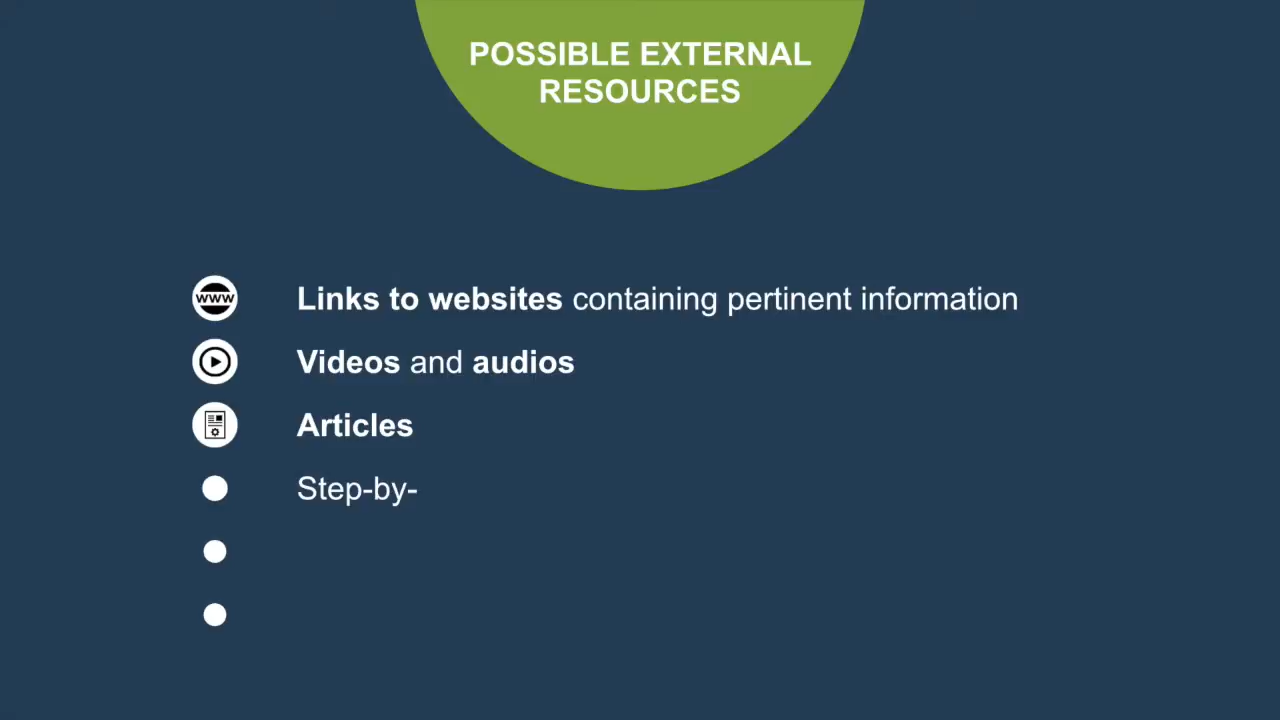 POSSIBLE EXTERNAL
RESOURCES
www Links to websites containing pertinent information
Videos and audios
Articles
Step-by-